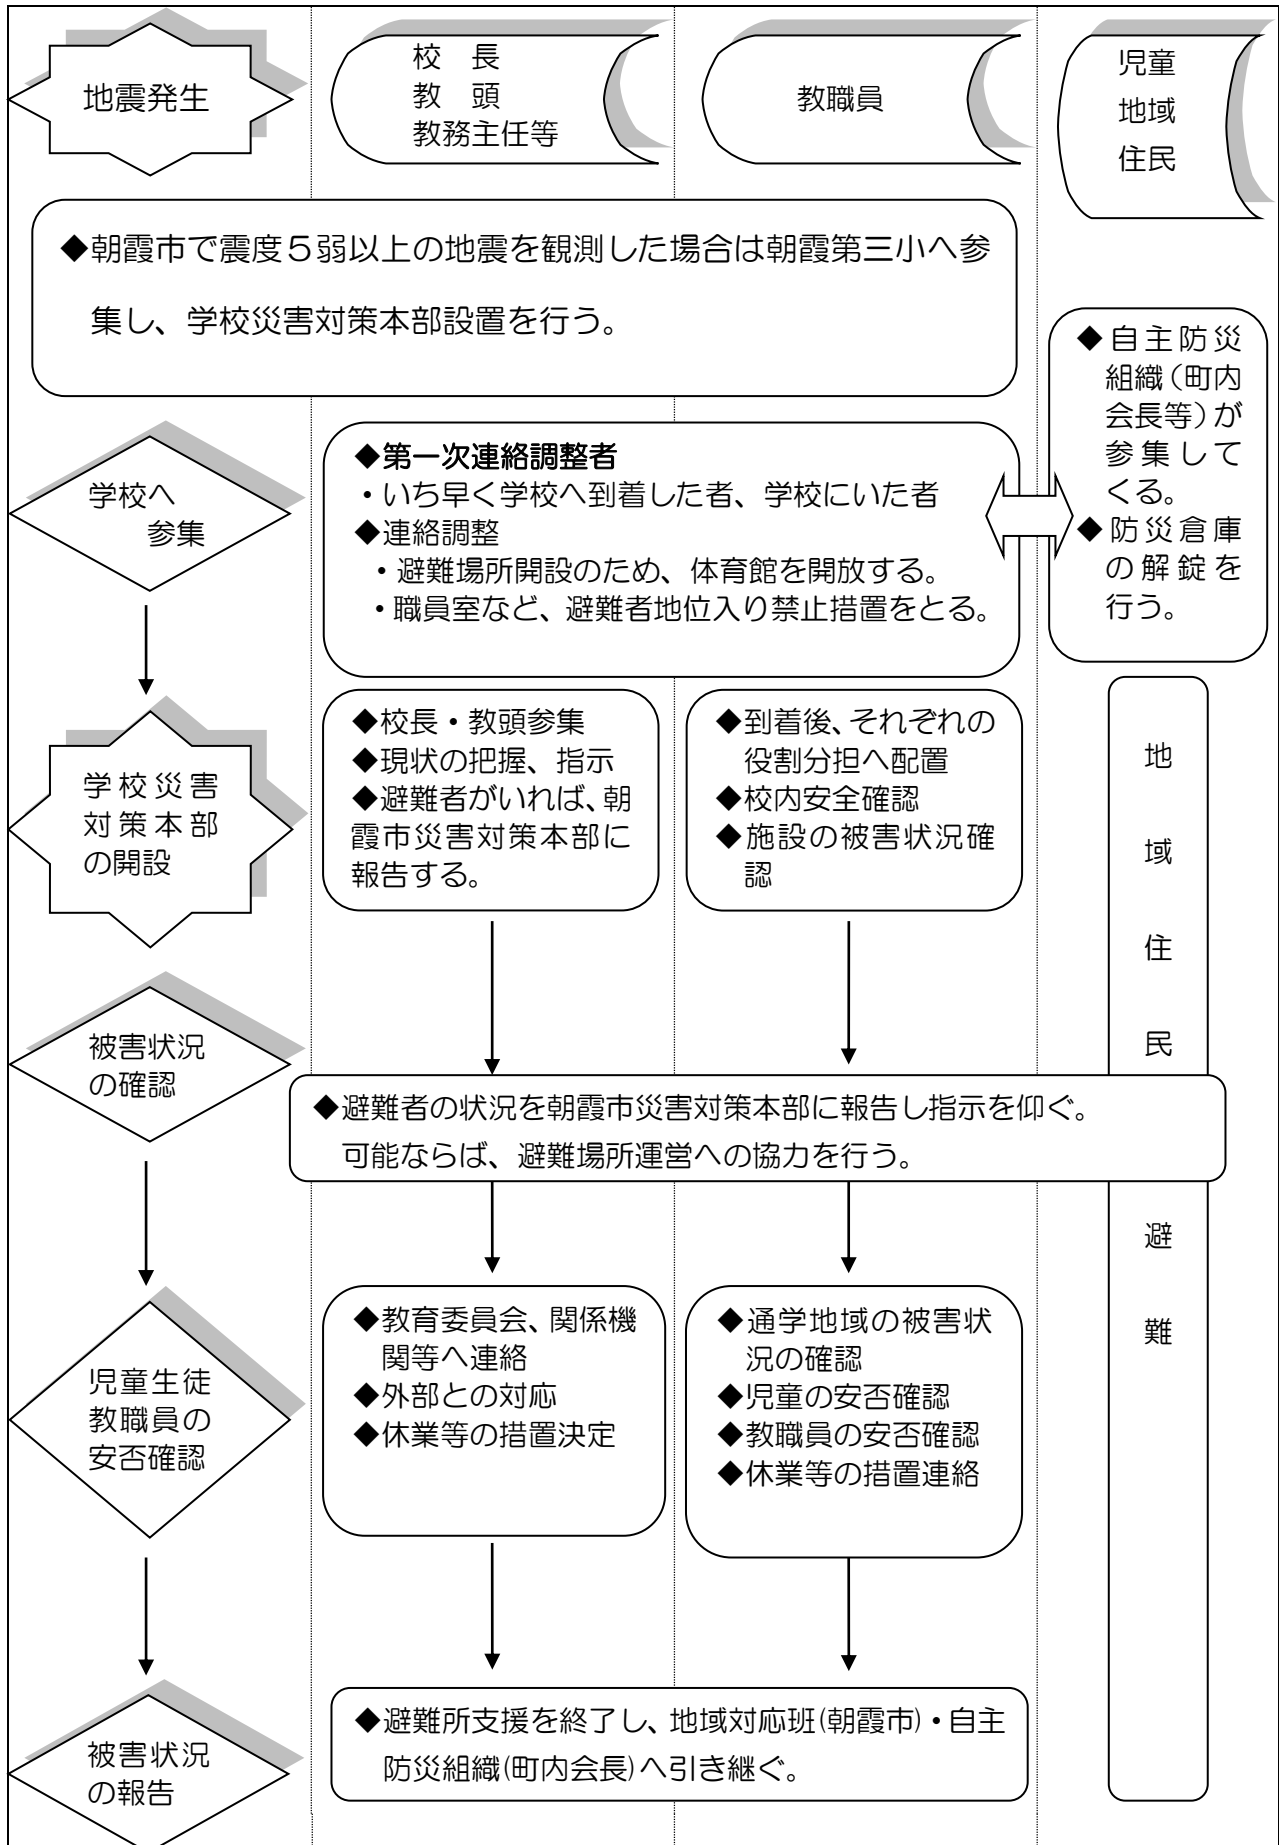 地震発生
校　長
教　頭
教務主任等
教職員
児童
地域
住民
◆朝霞市で震度５弱以上の地震を観測した場合は朝霞第三小へ参
集し、学校災害対策本部設置を行う。
◆自主防災
組織（町内
会長等）が
参集して
くる。
◆防災倉庫
の解錠を
行う。
学校へ
参集
◆第一次連絡調整者
・いち早く学校へ到着した者、学校にいた者
◆連絡調整
・避難場所開設のため、体育館を開放する。
・職員室など、避難者地位入り禁止措置をとる。
学校災害
対策本部
の開設
◆校長・教頭参集
◆現状の把握、指示
◆避難者がいれば、朝
霞市災害対策本部に
報告する。
◆到着後、それぞれの
役割分担へ配置
◆校内安全確認
◆施設の被害状況確
認
地域住民避難
被害状況
の確認
◆避難者の状況を朝霞市災害対策本部に報告し指示を仰ぐ。
可能ならば、避難場所運営への協力を行う。
児童生徒
教職員の
安否確認
◆教育委員会、関係機
関等へ連絡
◆外部との対応
◆休業等の措置決定
◆通学地域の被害状
況の確認
◆児童の安否確認
◆教職員の安否確認
◆休業等の措置連絡
被害状況
の報告
◆避難所支援を終了し、地域対応班(朝霞市)・自主
防災組織(町内会長)へ引き継ぐ。